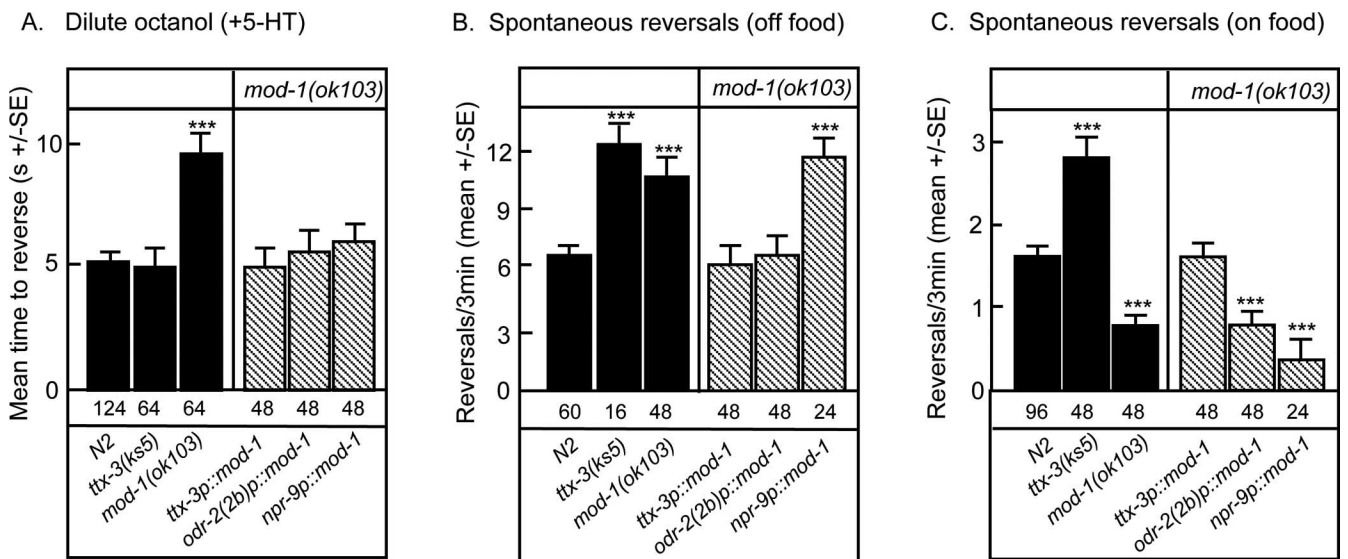 A. Dilute octanol (+5-HT)
mod-1(ok103)
Mean time to reverse (s +/-SE)
10
5
0
***
124 64 64 48 48 48
N2
ttx-3(ks5)
mod-1(ok103)
ttx-3p::mod-1
odr-2(2b)p::mod-1
npr-9p::mod-1
B. Spontaneous reversals (off food)
mod-1(ok103)
Reversals/3min (mean +/-SE)
12
9
6
3
0
*** *** ***
60 16 48 48 48 24
N2
ttx-3(ks5)
mod-1(ok103)
ttx-3p::mod-1
odr-2(2b)p::mod-1
npr-9p::mod-1
C. Spontaneous reversals (on food)
mod-1(ok103)
Reversals/3min (mean +/-SE)
3
2
1
0
*** *** *** ***
96 48 48 48 48 24
N2
ttx-3(ks5)
mod-1(ok103)
ttx-3p::mod-1
odr-2(2b)p::mod-1
npr-9p::mod-1